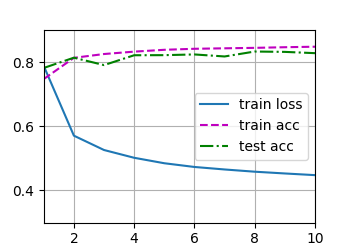 0.8
0.6
0.4
train loss
train acc
test acc
2 4 6 8 10